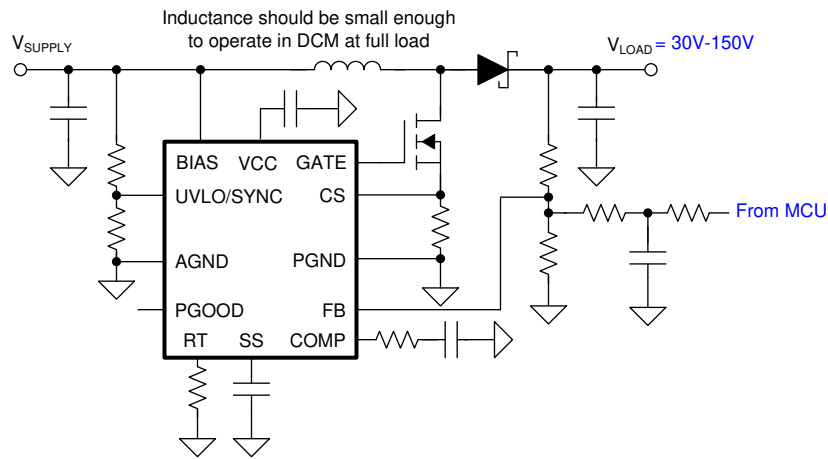 Inductance should be small enough
to operate in DCM at full load
VSUPPLY
VLOAD = 30V-150V
BIAS VCC GATE
UVLO/SYNC CS
From MCU
AGND PGND
PGOOD FB
RT SS COMP